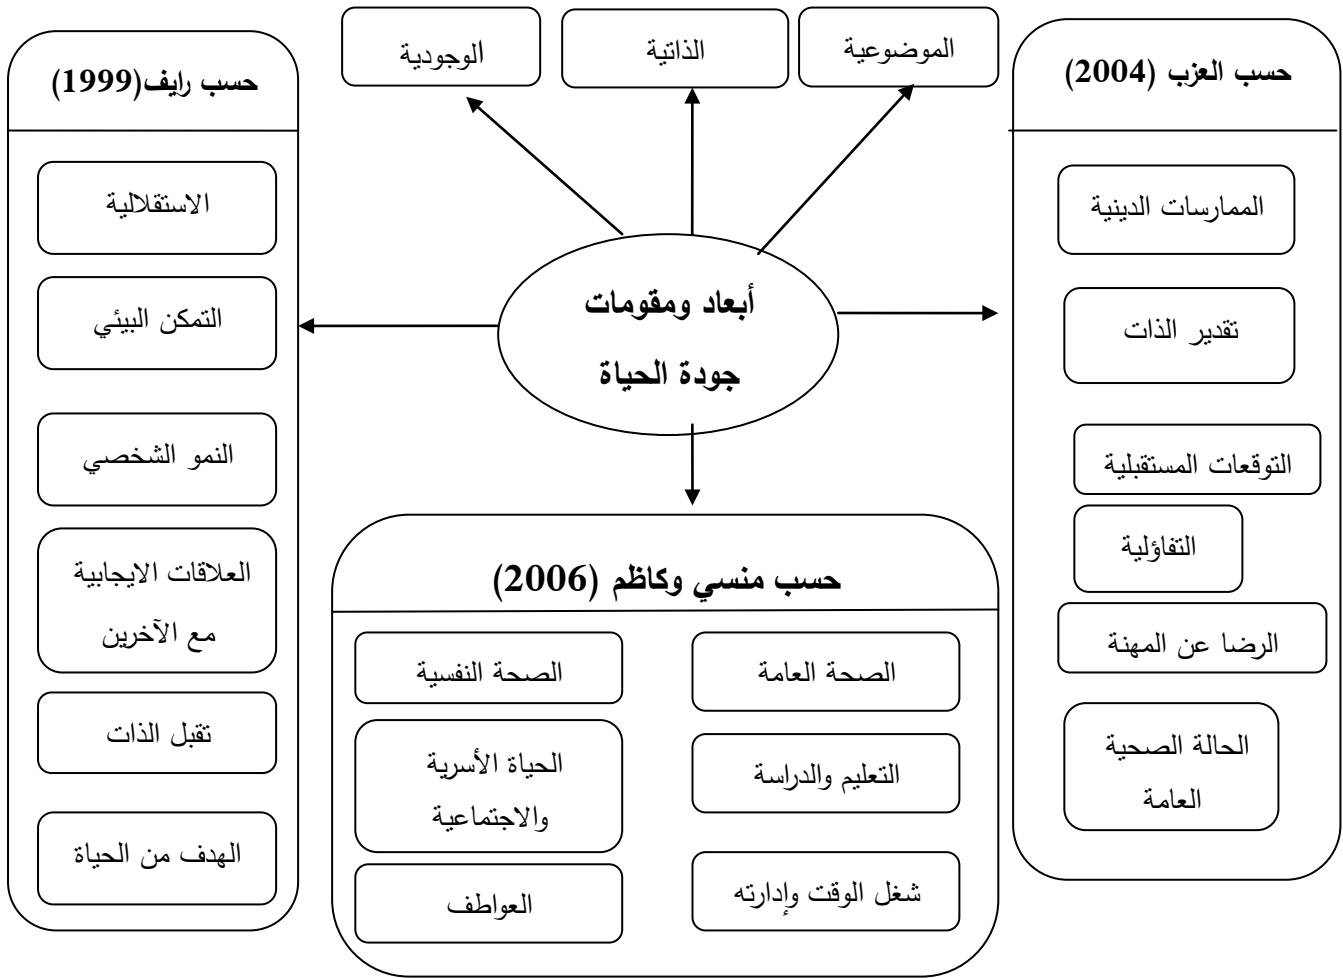 الموضوعية
الذاتية
الوجودية
حسب العزب (2004)
الممارسات الدينية
تقدير الذات
التوقعات المستقبلية
التفاؤلية
الرضا عن المهنة
الحالة الصحية
العامة
أبعاد ومقومات
جودة الحياة
حسب رايف(1999)
الاستقلالية
التمكن البيئي
النمو الشخصي
العلاقات الايجابية
مع الآخرين
تقبل الذات
الهدف من الحياة
حسب منسي وكاظم (2006)
الصحة العامة
الصحة النفسية
التعليم والدراسة
الحياة الأسرية
والاجتماعية
شغل الوقت وإدارته
العواطف